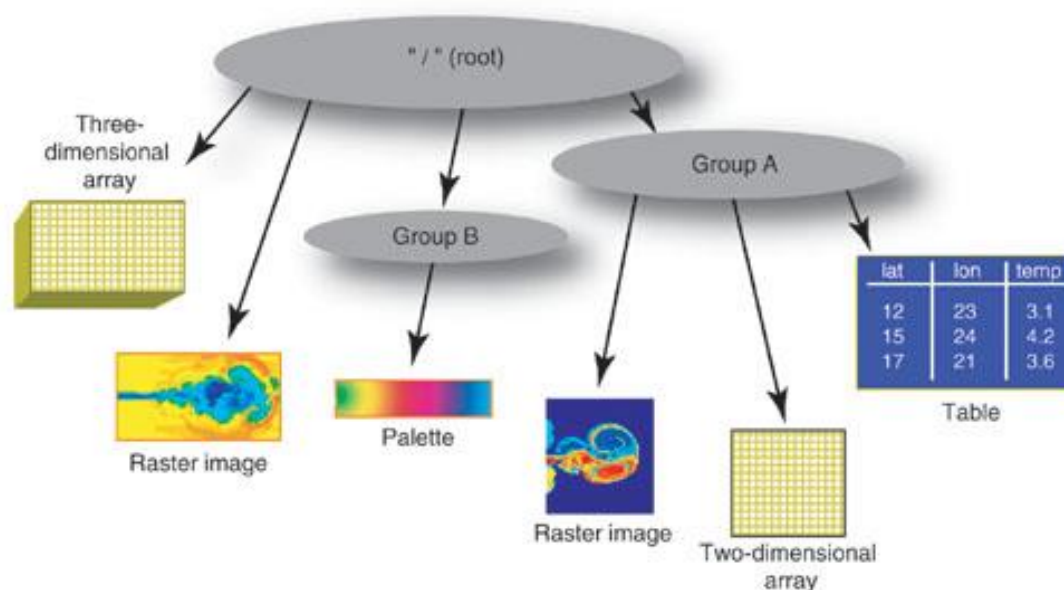 " / " (root)
Three-
dimensional
array
Group A
Group B
lat lon temp
12 23 3.1
15 24 4.2
17 21 3.6
Table
Palette
Raster image
Raster image
Two-dimensional
array